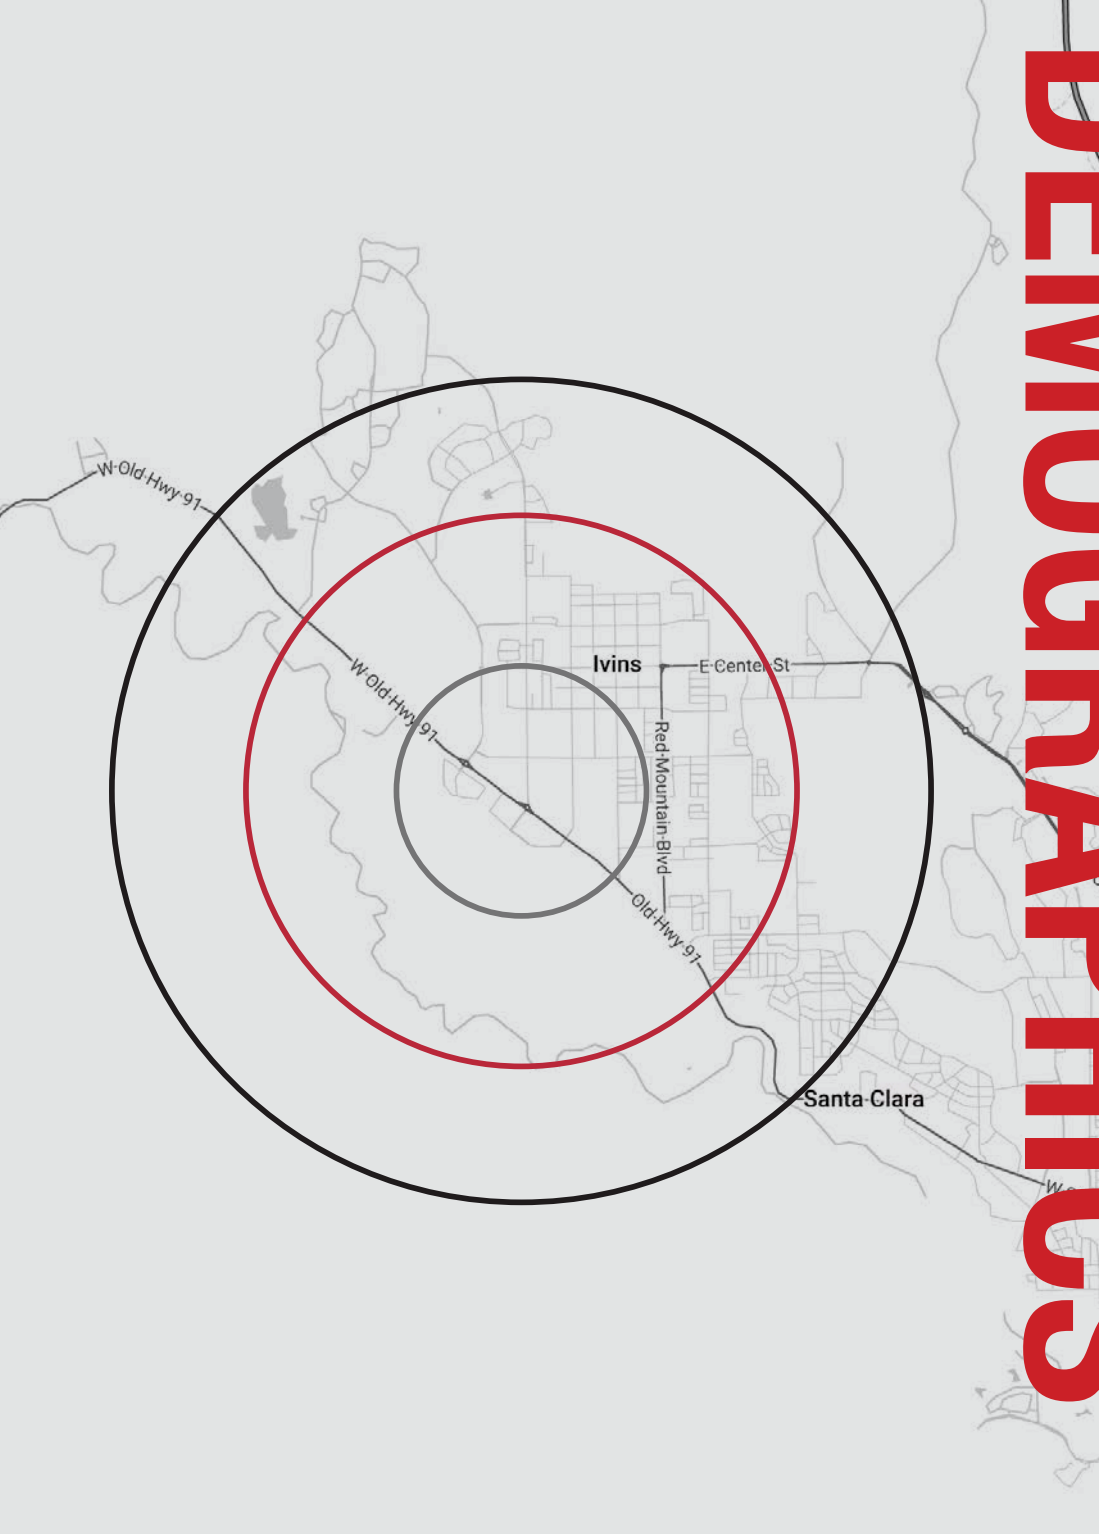 DEMOGRAPHICS
W Old Hwy 91
Ivins
E Center St
W Old Hwy 91
Red Mountain Blvd
Old Hwy 91
Santa Clara